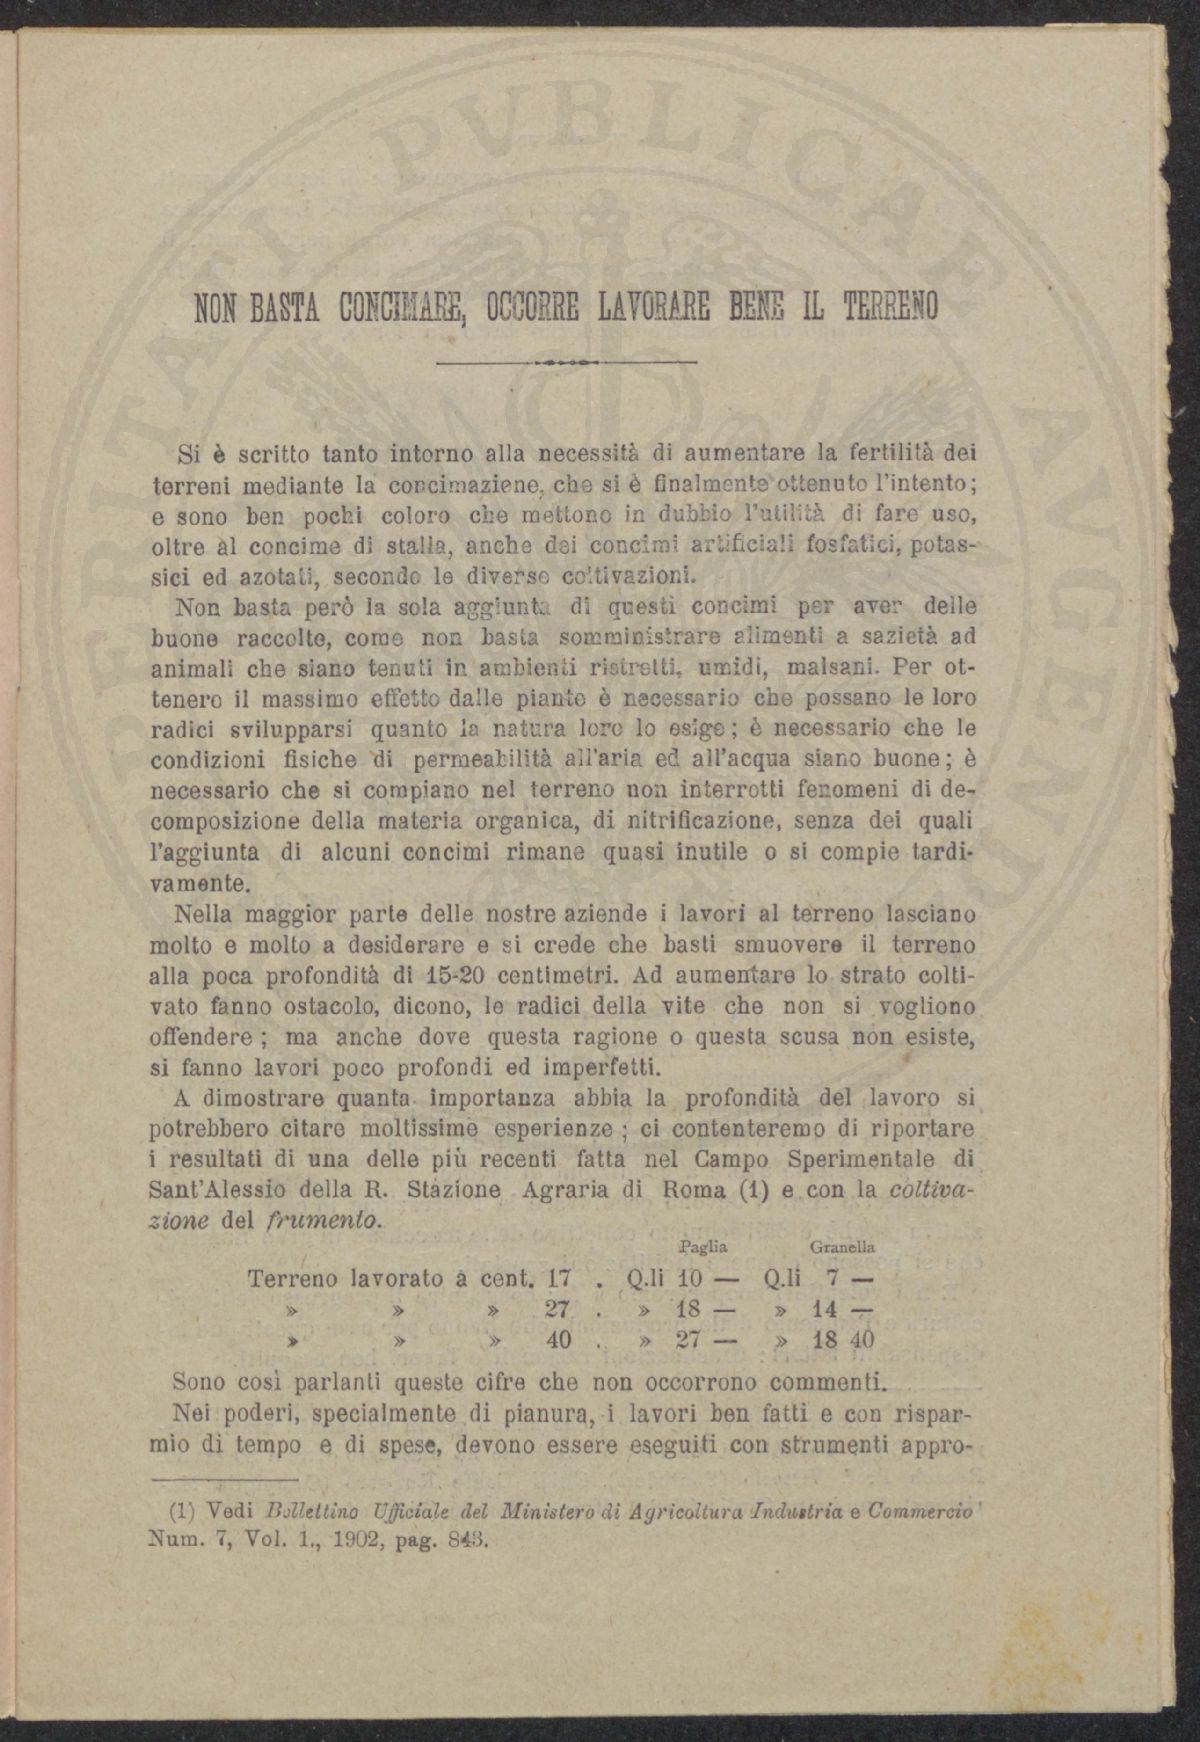 PVBLICAE
NON BASTA CONCIMARE, OCCORRE LAVORARE BENE IL TERRENO
Si è scritto tanto intorno alla necessità di aumentare la fertilità dei
terreni mediante la concimazione, che si è finalmente ottenuto l'intento;
e sono ben pochi coloro che mettono in dubbio l'utilità di fare uso,
oltre al concime di stalla, anche dei concimi artificiali fosfatici, potas-
sici ed azotati, secondo le diverse coltivazioni.
Non basta però la sola aggiunta di questi concimi per aver delle
buone raccolte, come non basta somministrare alimenti a sazietà ad
animali che siano tenuti in ambienti ristretti, umidi, malsani. Per ot-
tenere il massimo effetto dalle piante è necessario che possano le loro
radici svilupparsi quanto la natura loro lo esige; è necessario che le
condizioni fisiche di permeabilità all'aria ed all'acqua siano buone; è
necessario che si compiano nel terreno non interrotti fenomeni di de-
composizione della materia organica, di nitrificazione, senza dei quali
l'aggiunta di alcuni concimi rimane quasi inutile o si compie tardi-
vamente.
Nella maggior parte delle nostre aziende i lavori al terreno lasciano
molto e molto a desiderare e si crede che basti smuovere il terreno
alla poca profondità di 15-20 centimetri. Ad aumentare lo strato colti-
vato fanno ostacolo, dicono, le radici della vite che non si vogliono
offendere; ma anche dove questa ragione o questa scusa non esiste,
si fanno lavori poco profondi ed imperfetti.
A dimostrare quanta importanza abbia la profondità del lavoro si
potrebbero citare moltissime esperienze; ci contenteremo di riportare
i resultati di una delle più recenti fatta nel Campo Sperimentale di
Sant'Alessio della R. Stazione Agraria di Roma (1) e con la coltiva-
zione del frumento.
Paglia Granella
Terreno lavorato a cent. 17 . Q.li 10 — Q.li 7 —
» » » 27 . » 18 — » 14 —
» » » 40 . » 27 — » 18 40
Sono così parlanti queste cifre che non occorrono commenti.
Nei poderi, specialmente di pianura, i lavori ben fatti e con rispar-
mio di tempo e di spese, devono essere eseguiti con strumenti appro-
(1) Vedi Bollettino Ufficiale del Ministero di Agricoltura Industria e Commercio
Num. 7, Vol. 1., 1902, pag. 843.